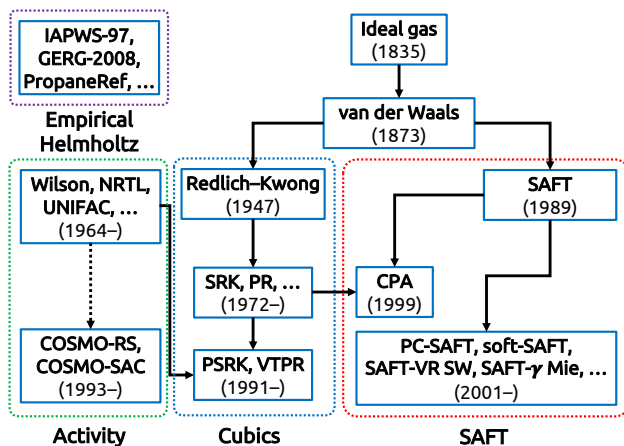 IAPWS-97,
GERG-2008,
PropaneRef, …
Empirical
Helmholtz
Ideal gas
(1835)
van der Waals
(1873)
Wilson, NRTL,
UNIFAC, …
(1964–)
COSMO-RS,
COSMO-SAC
(1993–)
Activity
Redlich–Kwong
(1947)
SRK, PR, …
(1972–)
PSRK, VTPR
(1991–)
Cubics
SAFT
(1989)
CPA
(1999)
PC-SAFT, soft-SAFT,
SAFT-VR SW, SAFT-γ Mie, …
(2001–)
SAFT